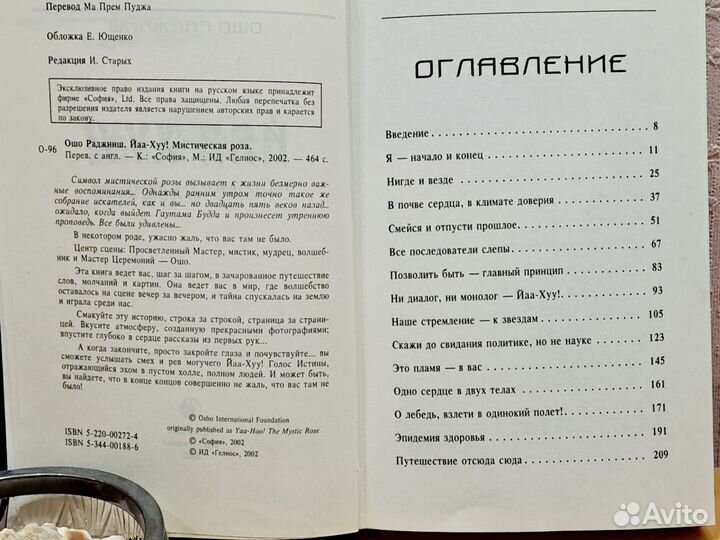 Перевод Ма Прем Пуджа
Обложка Е. Ющенко
Редакция И. Старых
Эксклюзивное право издания книги на русском языке принадлежит
фирме «София», Ltd. Все права защищены. Любая перепечатка без
разрешения издателя является нарушением авторских прав и карается
по закону.
Ошо Раджниш. Йаа-Хуу! Мистическая роза.
О-96 Перев. с англ. — К.: «София», М.: ИД «Гелиос», 2002. — 464 с.
Символ мистической розы вызывает к жизни безмерно важ-
ные воспоминания... Однажды ранним утром точно такое же
собрание искателей, как и вы... но двадцать пять веков назад...
ожидало, когда выйдет Гаутама Будда и произнесет утреннюю
проповедь. Все были удивлены...
В некотором роде, ужасно жаль, что вас там не было.
Центр сцены: Просветленный Мастер, мистик, мудрец, волшеб-
ник и Мастер Церемоний — Ошо.
Эта книга ведет вас, шаг за шагом, в зачарованное путешествие
слов, молчаний и картин. Она ведет вас в мир, где волшебство
оставалось на сцене вечер за вечером, и тайна спускалась на землю
и играла среди нас.
Смакуйте эту историю, строка за строкой, страница за страни-
цей. Вкусите атмосферу, созданную прекрасными фотографиями;
впустите глубоко в сердце рассказы из первых рук...
А когда закончите, просто закройте глаза и почувствуйте... вы
сможете услышать смех и рев могучего Йаа-Хуу! Голос Истины,
отражающийся эхом в пустом холле, полном людей. И может быть,
вы найдете, что в конце концов совершенно не жаль, что вас там не
было!
© Osho International Foundation
originally published as Yaa-Hoo! The Mystic Rose
ISBN 5-220-00272-4 © «София», 2002
ISBN 5-344-00188-6 © ИД «Гелиос», 2002
ОГЛАВЛЕНИЕ
Введение 8
Я — начало и конец 11
Нигде и везде 25
В почве сердца, в климате доверия 37
Смейся и отпусти прошлое 51
Все последователи слепы 67
Позволить быть — главный принцип 83
Ни диалог, ни монолог — Йаа-Хуу! 93
Наше стремление — к звездам 105
Скажи до свидания политике, но не науке 123
Это пламя — в вас 145
Одно сердце в двух телах 161
О лебедь, взлети в одинокий полет! 171
Эпидемия здоровья 191
Путешествие отсюда сюда 209
Avito